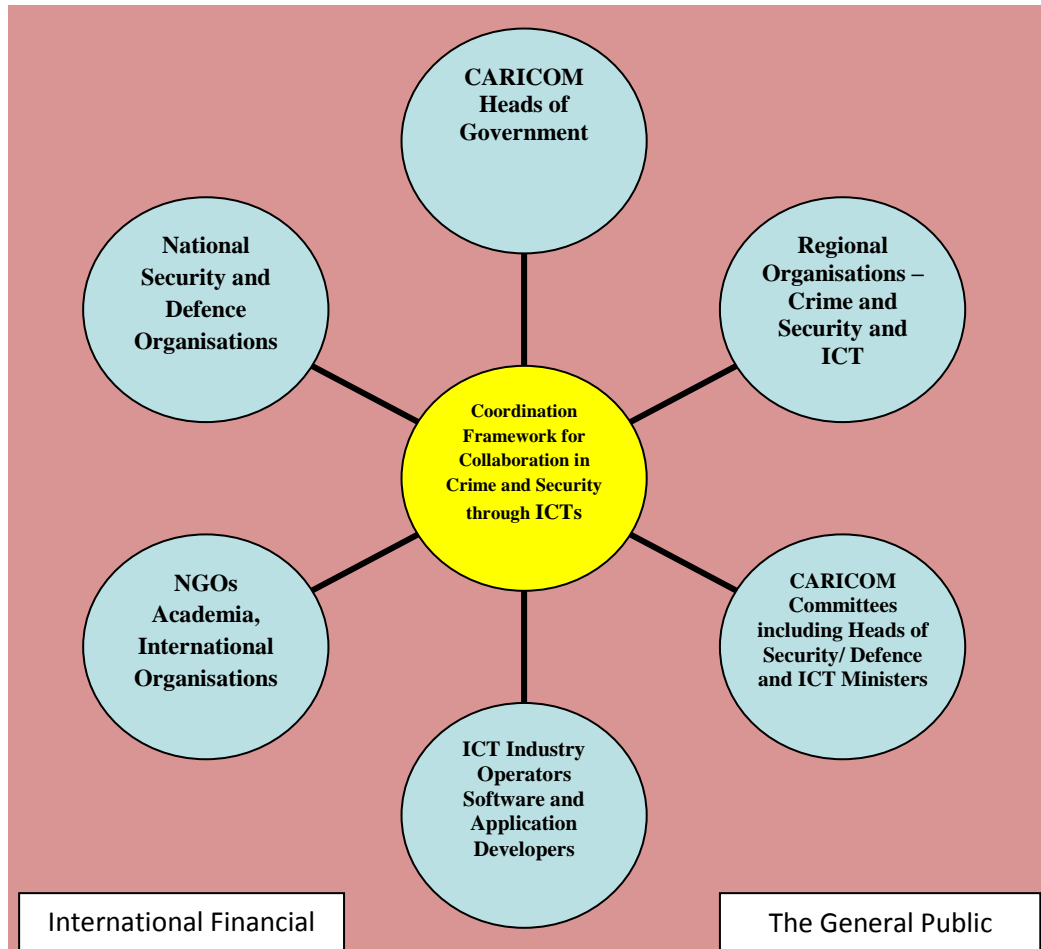 CARICOM
Heads of
Government
National
Security and
Defence
Organisations
Regional
Organisations –
Crime and
Security and
ICT
Coordination
Framework for
Collaboration in
Crime and Security
through ICTs
NGOs
Academia,
International
Organisations
CARICOM
Committees
including Heads of
Security/ Defence
and ICT Ministers
ICT Industry
Operators
Software and
Application
Developers
International Financial
The General Public